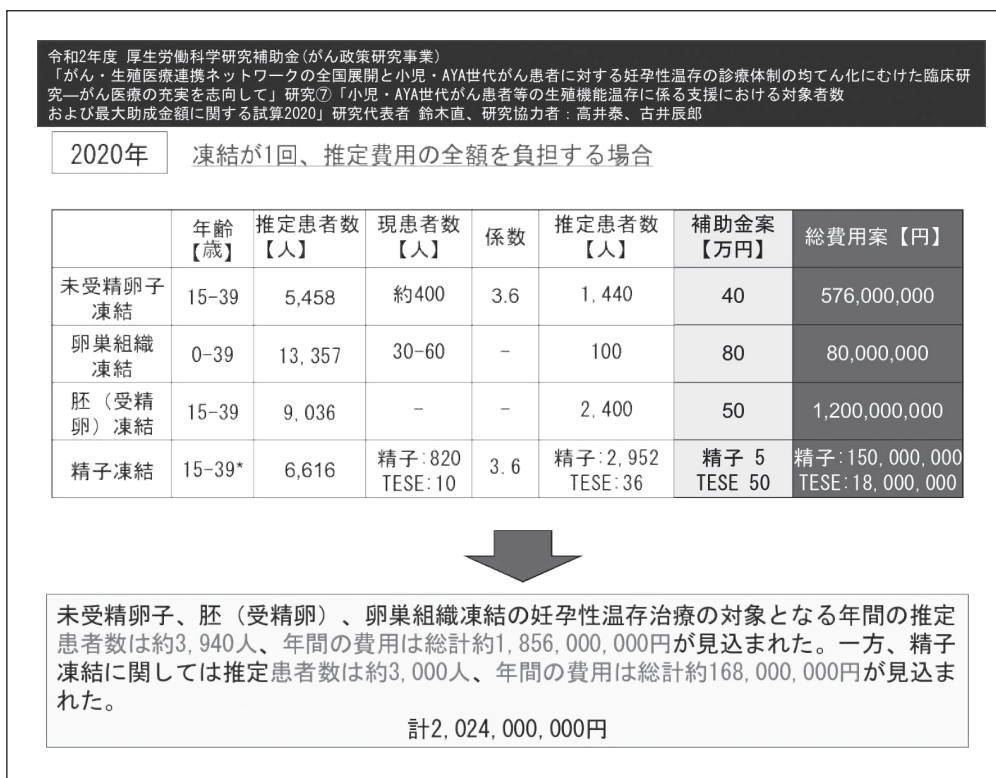 令和2年度 厚生労働科学研究補助金(がん政策研究事業)
「がん・生殖医療連携ネットワークの全国展開と小児・AYA世代がん患者に対する妊孕性温存の診療体制の均てん化にむけた臨床研
究―がん医療の充実を志向して」研究⑦「小児・AYA世代がん患者等の生殖機能温存に係る支援における対象者数
および最大助成金額に関する試算2020」研究代表者 鈴木直、研究協力者：高井泰、古井辰郎
2020年 凍結が1回、推定費用の全額を負担する場合
年齢【歳】 推定患者数【人】 現患者数【人】 係数 推定患者数【人】 補助金案【万円】 総費用案【円】
未受精卵子凍結 15-39 5,458 約400 3.6 1,440 40 576,000,000
卵巣組織凍結 0-39 13,357 30-60 － 100 80 80,000,000
胚（受精卵）凍結 15-39 9,036 － － 2,400 50 1,200,000,000
精子凍結 15-39* 6,616 精子:820 TESE:10 3.6 精子:2,952 TESE:36 精子 5 TESE 50 精子:150,000,000 TESE:18,000,000
未受精卵子、胚（受精卵）、卵巣組織凍結の妊孕性温存治療の対象となる年間の推定
患者数は約3,940人、年間の費用は総計約1,856,000,000円が見込まれた。一方、精子
凍結に関しては推定患者数は約3,000人、年間の費用は総計約168,000,000円が見込ま
れた。
計2,024,000,000円